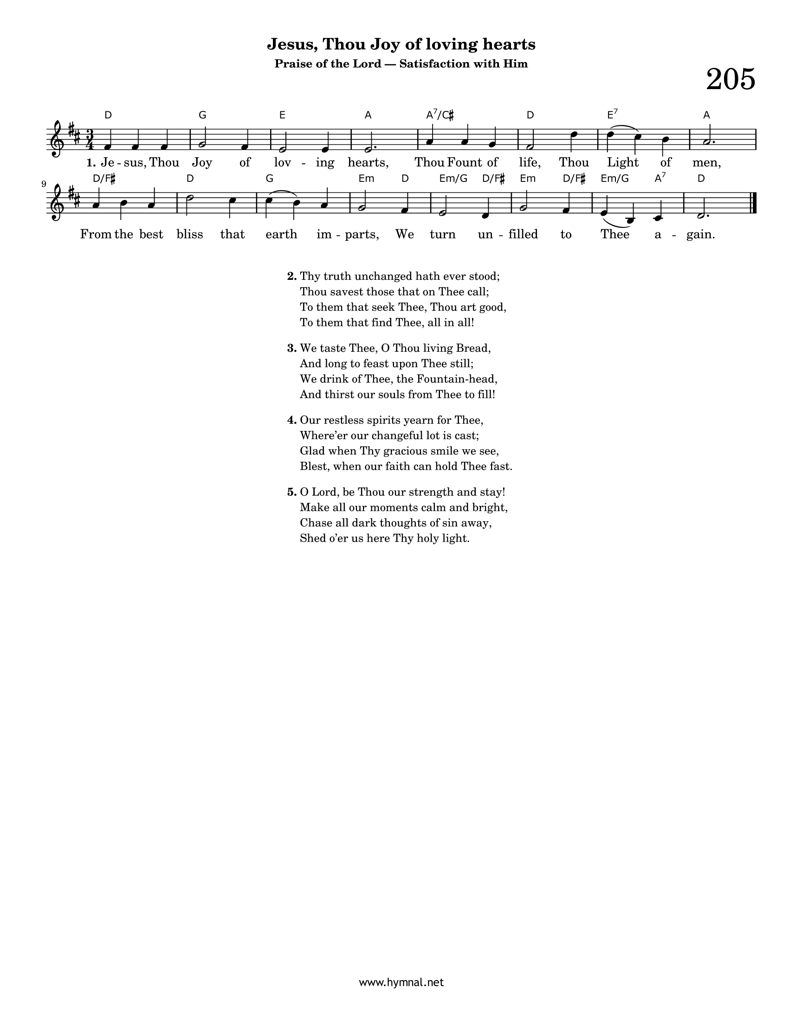 Jesus, Thou Joy of loving hearts
Praise of the Lord — Satisfaction with Him
205
D G E A A7/C♯ D E7 A
3
4
1. Je - sus, Thou Joy of lov - ing hearts, Thou Fount of life, Thou Light of men,
9
D/F♯ D G Em D Em/G D/F♯ Em D/F♯ Em/G A7 D
From the best bliss that earth im - parts, We turn un - filled to Thee a - gain.
2. Thy truth unchanged hath ever stood;
Thou savest those that on Thee call;
To them that seek Thee, Thou art good,
To them that find Thee, all in all!
3. We taste Thee, O Thou living Bread,
And long to feast upon Thee still;
We drink of Thee, the Fountain-head,
And thirst our souls from Thee to fill!
4. Our restless spirits yearn for Thee,
Where’er our changeful lot is cast;
Glad when Thy gracious smile we see,
Blest, when our faith can hold Thee fast.
5. O Lord, be Thou our strength and stay!
Make all our moments calm and bright,
Chase all dark thoughts of sin away,
Shed o’er us here Thy holy light.
www.hymnal.net